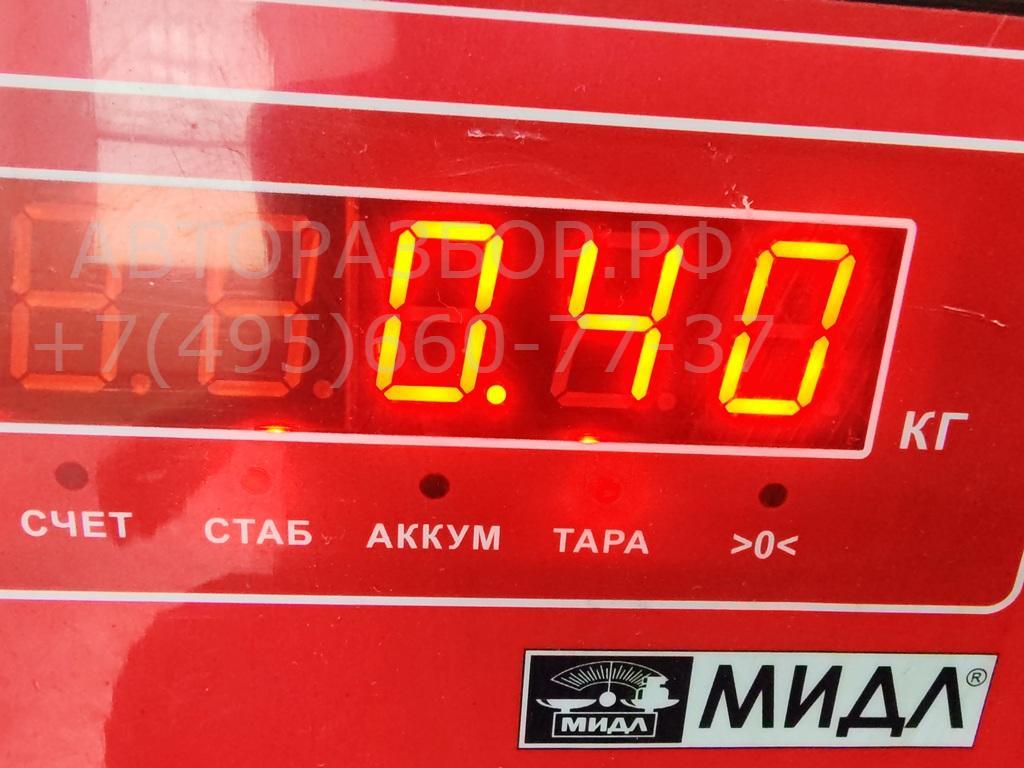 АВТОРАЗБОР.РФ
+7(495)660-77-37
0.40
КГ
СЧЕТ СТАБ АККУМ ТАРА >0<
МИДЛ МИДЛ®